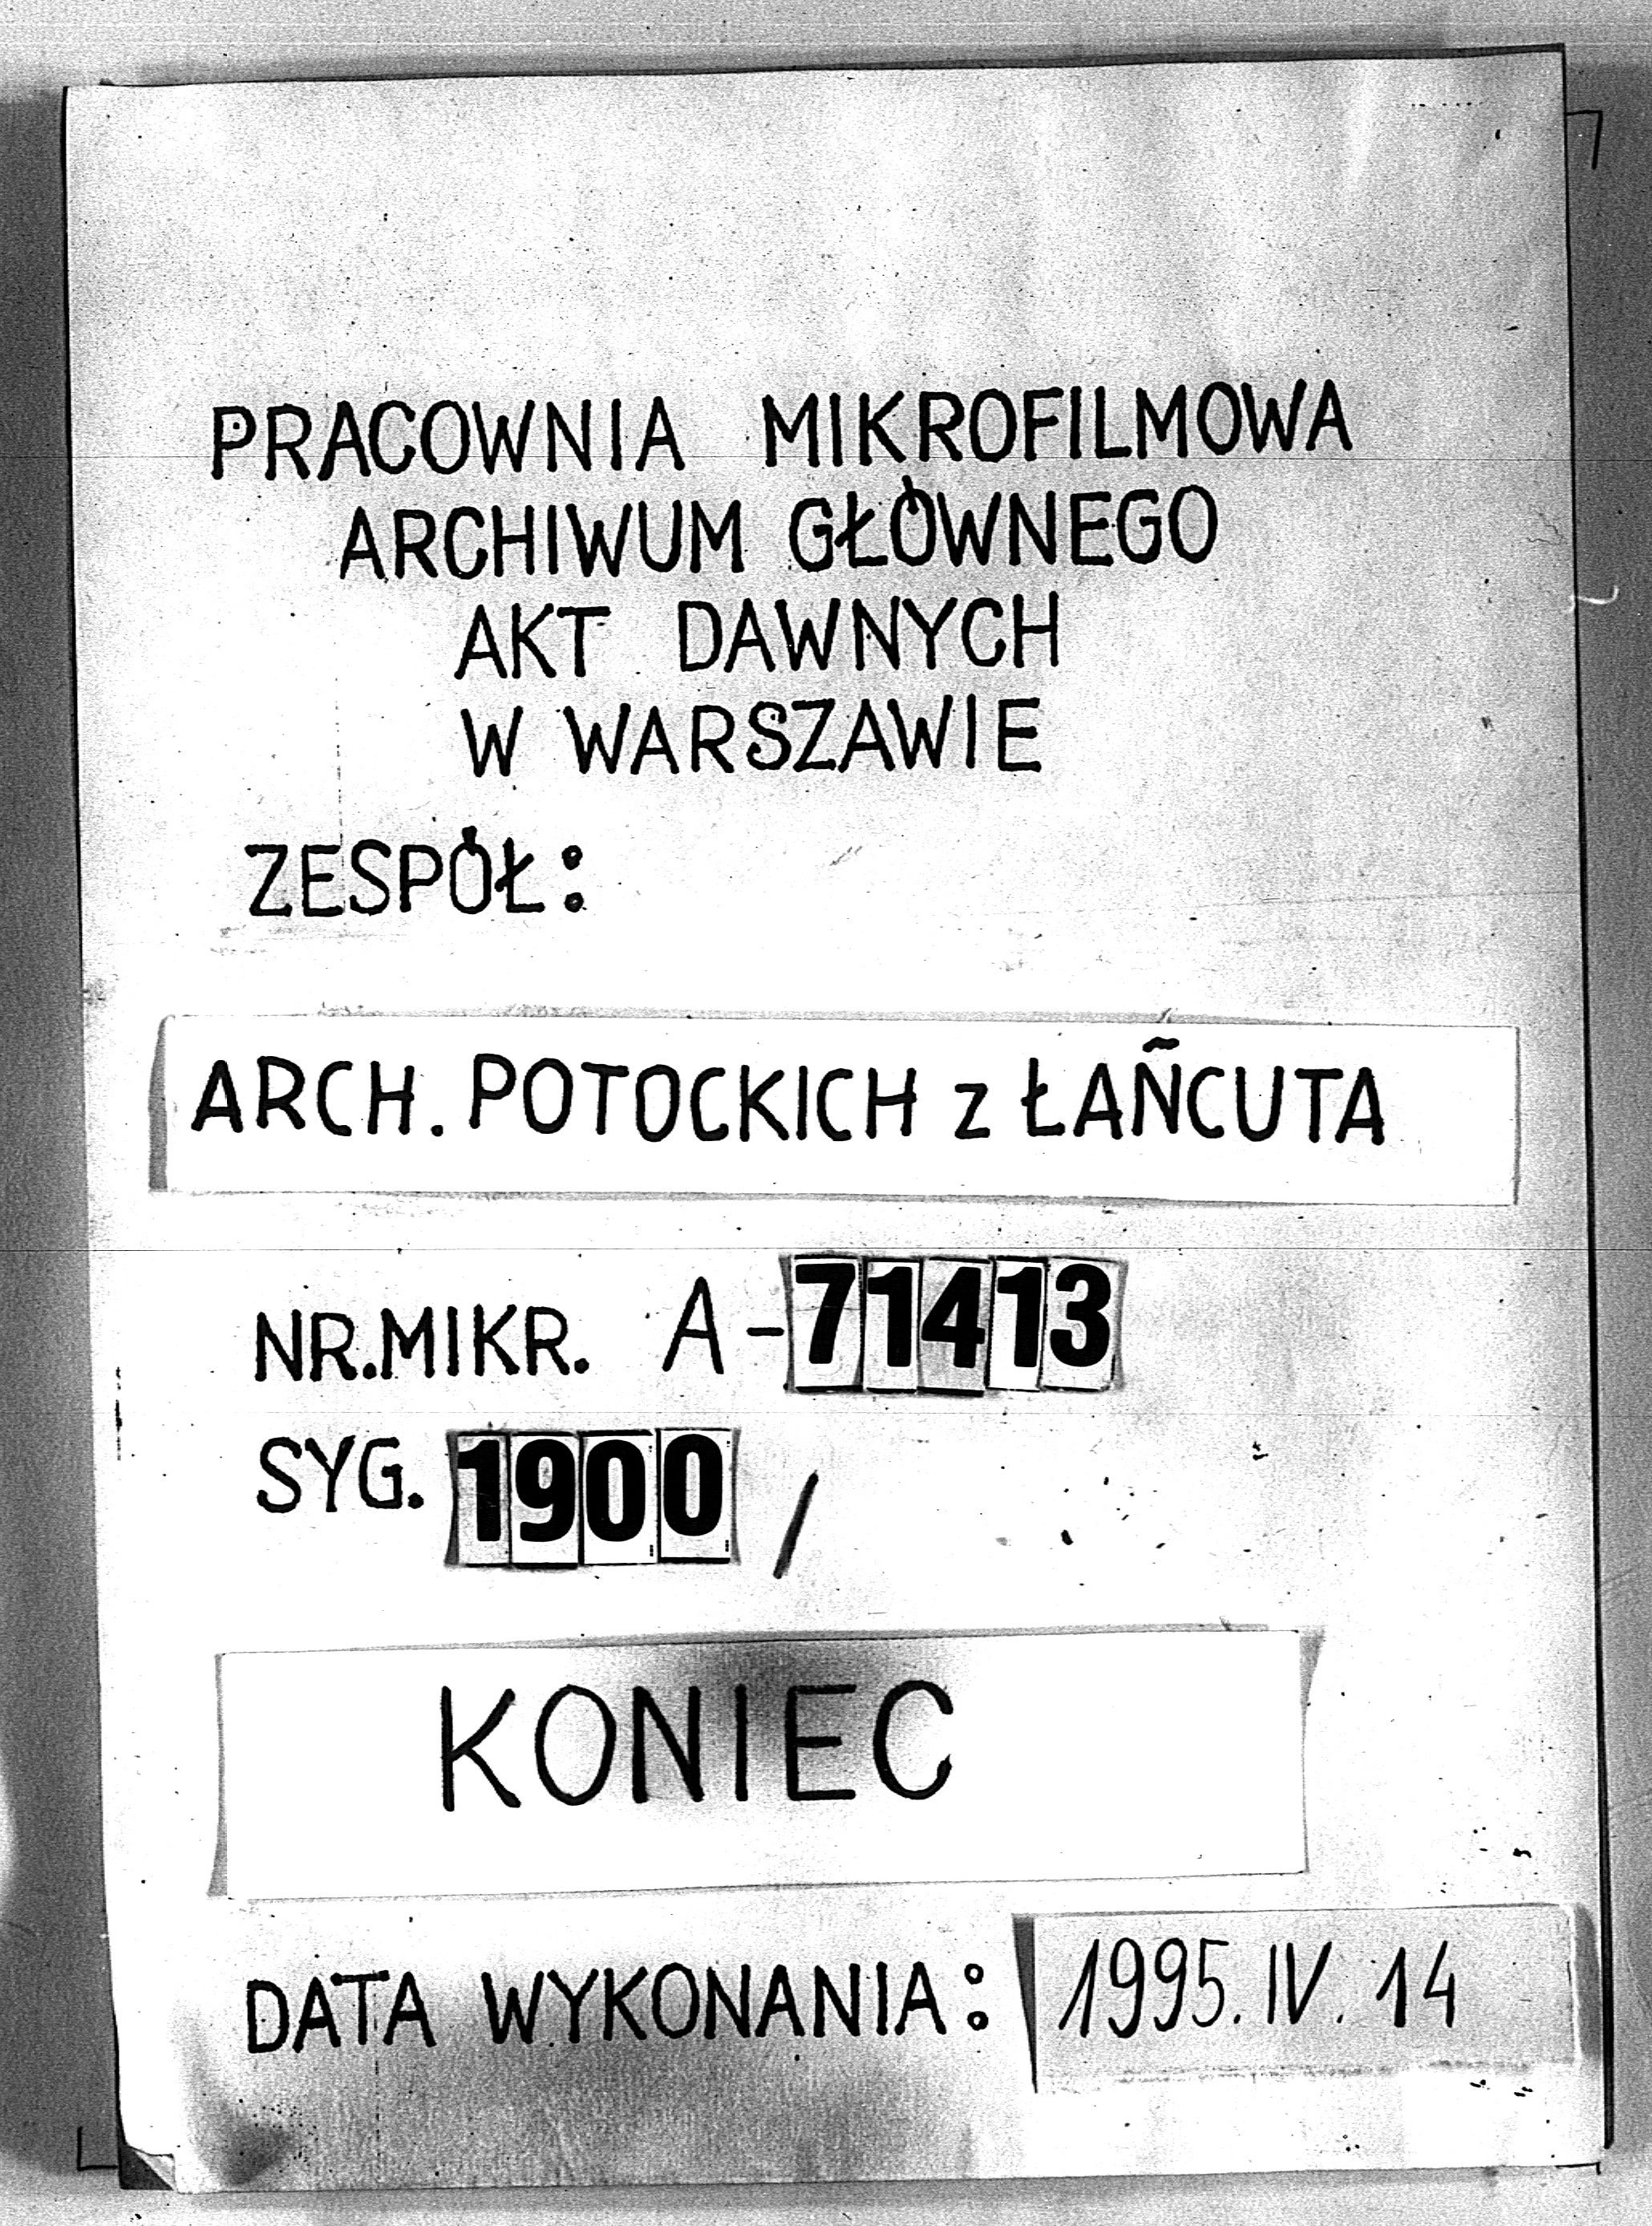 PRACOWNIA MIKROFILMOWA
ARCHIWUM GŁÓWNEGO
AKT DAWNYCH
W WARSZAWIE
ZESPÓŁ:
ARCH. POTOCKICH z ŁAŃCUTA
NR.MIKR. A-71413
SYG. 1900 /
KONIEC
DATA WYKONANIA: 1995.IV.14